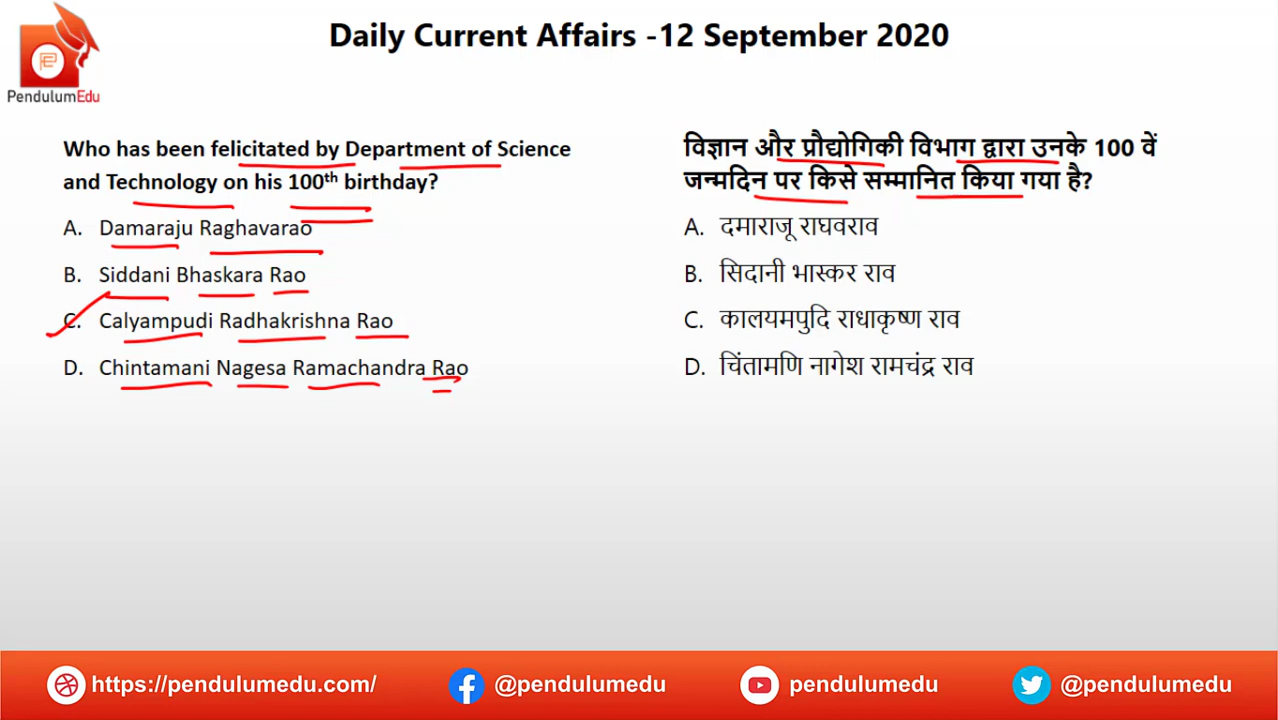 Daily Current Affairs -12 September 2020
PendulumEdu
Who has been felicitated by Department of Science
and Technology on his 100th birthday?
A. Damaraju Raghavarao
B. Siddani Bhaskara Rao
C. Calyampudi Radhakrishna Rao
D. Chintamani Nagesa Ramachandra Rao
विज्ञान और प्रौद्योगिकी विभाग द्वारा उनके 100 वें
जन्मदिन पर किसे सम्मानित किया गया है?
A. दमाराजू राघवराव
B. सिदानी भास्कर राव
C. कालयमपुदि राधाकृष्ण राव
D. चिंतामणि नागेश रामचंद्र राव
https://pendulumedu.com/
@pendulumedu
pendulumedu
@pendulumedu